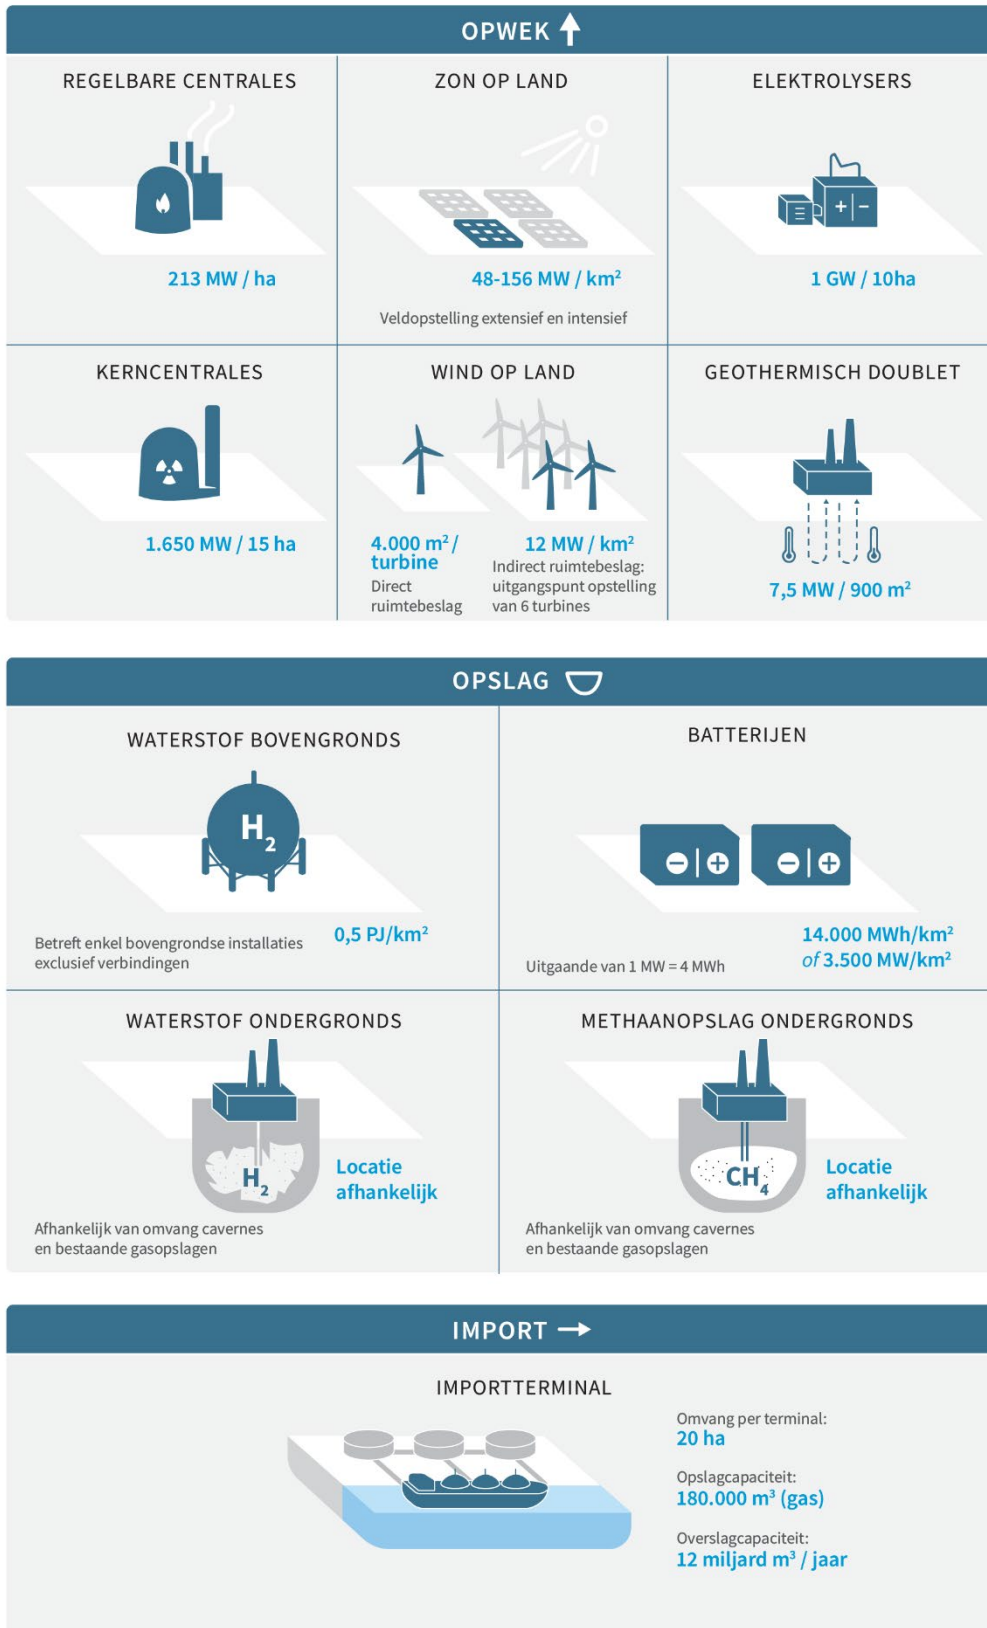 OPWEK
REGELBARE CENTRALES
213 MW / ha
ZON OP LAND
48-156 MW / km²
Veldopstelling extensief en intensief
ELEKTROLYSERS
+ −
1 GW / 10ha
KERNCENTRALES
1.650 MW / 15 ha
WIND OP LAND
4.000 m² /
turbine
Direct
ruimtebeslag
12 MW / km²
Indirect ruimtebeslag:
uitgangspunt opstelling
van 6 turbines
GEOTHERMISCH DOUBLET
7,5 MW / 900 m²
OPSLAG
WATERSTOF BOVENGRONDS
H₂
Betreft enkel bovengrondse installaties
exclusief verbindingen
0,5 PJ/km²
BATTERIJEN
− + − +
Uitgaande van 1 MW = 4 MWh
14.000 MWh/km²
of 3.500 MW/km²
WATERSTOF ONDERGRONDS
H₂
Locatie
afhankelijk
Afhankelijk van omvang cavernes
en bestaande gasopslagen
METHAANOPSLAG ONDERGRONDS
CH₄
Locatie
afhankelijk
Afhankelijk van omvang cavernes
en bestaande gasopslagen
IMPORT
IMPORTTERMINAL
Omvang per terminal:
20 ha
Opslagcapaciteit:
180.000 m³ (gas)
Overslagcapaciteit:
12 miljard m³ / jaar